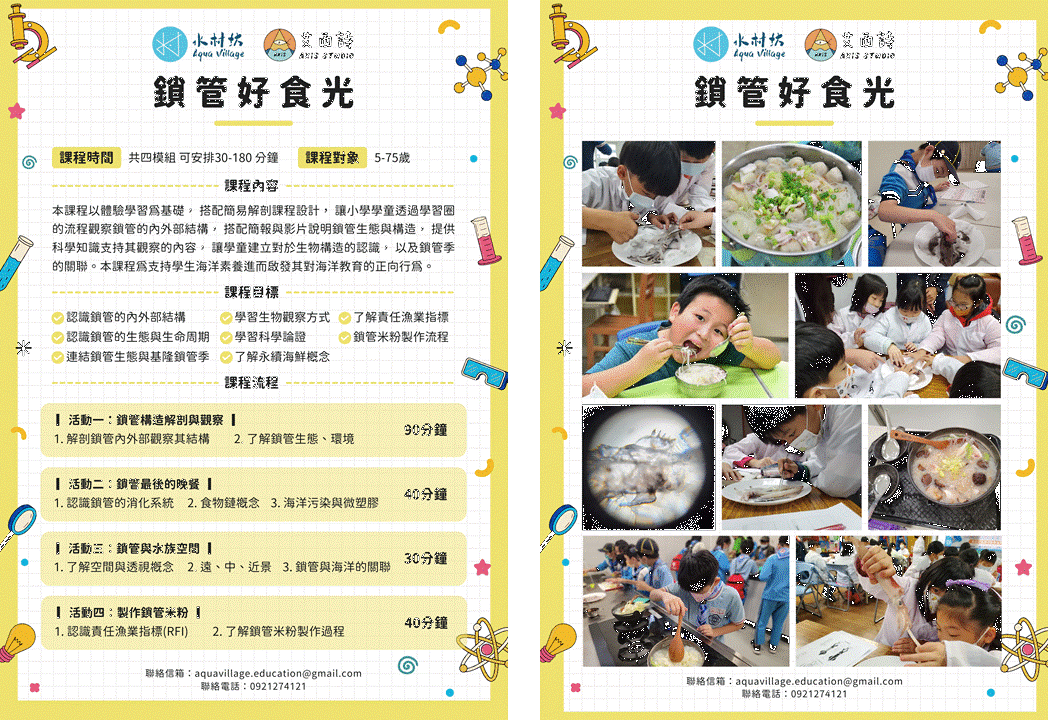 水村坎
Aqua Village
艾西詩
AXIS STUDIO
鎖管好食光
課程時間 共四模組 可安排30-180 分鐘 課程對象 5-75歲
課程內容
本課程以體驗學習為基礎， 搭配簡易解剖課程設計， 讓小學學童透過學習圈
的流程觀察鎖管的內外部結構， 搭配簡報與影片說明鎖管生態與構造， 提供
科學知識支持其觀察的內容， 讓學童建立對於生物構造的認識， 以及鎖管季
的關聯。本課程為支持學生海洋素養進而啟發其對海洋教育的正向行為。
課程目標
認識鎖管的內外部結構 學習生物觀察方式 了解責任漁業指標
認識鎖管的生態與生命周期 學習科學論證 鎖管米粉製作流程
連結鎖管生態與基隆鎖管季 了解永續海鮮概念
課程流程
活動一：鎖管構造解剖與觀察
1. 解剖鎖管內外部觀察其結構 2. 了解鎖管生態、環境
90分鐘
活動二：鎖管最後的晚餐
1. 認識鎖管的消化系統 2. 食物鏈概念 3. 海洋污染與微塑膠
40分鐘
活動三：鎖管與水族空間
1. 了解空間與透視概念 2. 遠、中、近景 3. 鎖管與海洋的關聯
30分鐘
活動四：製作鎖管米粉
1. 認識責任漁業指標(RFI) 2. 了解鎖管米粉製作過程
40分鐘
聯絡信箱：aquavillage.education@gmail.com
聯絡電話：0921274121
水村坎
Aqua Village
艾西詩
AXIS STUDIO
鎖管好食光
聯絡信箱：aquavillage.education@gmail.com
聯絡電話：0921274121